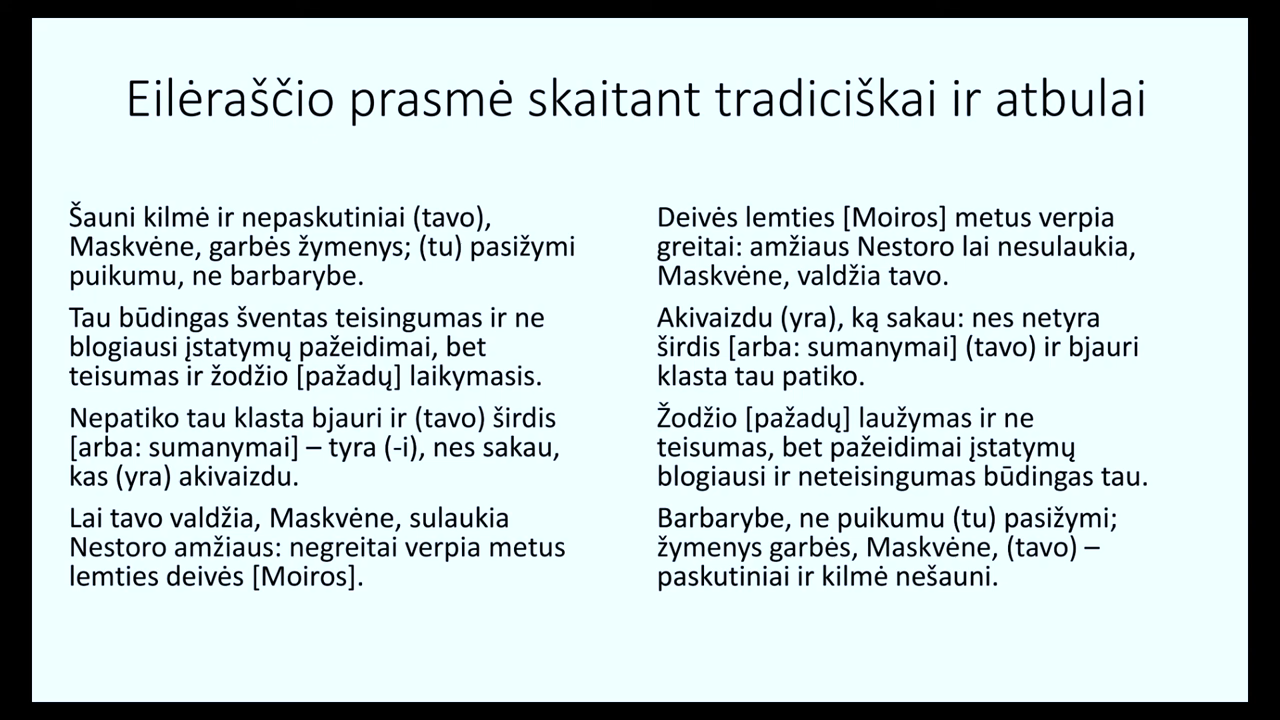 Eilėraščio prasmė skaitant tradiciškai ir atbulai
Šauni kilmė ir nepaskutiniai (tavo),
Maskvėne, garbės žymenys; (tu) pasižymi
puikumu, ne barbarybe.
Tau būdingas šventas teisingumas ir ne
blogiausi įstatymų pažeidimai, bet
teisumas ir žodžio [pažadų] laikymasis.
Nepatiko tau klasta bjauri ir (tavo) širdis
[arba: sumanymai] – tyra (-i), nes sakau,
kas (yra) akivaizdu.
Lai tavo valdžia, Maskvėne, sulaukia
Nestoro amžiaus: negreitai verpia metus
lemties deivės [Moiros].
Deivės lemties [Moiros] metus verpia
greitai: amžiaus Nestoro lai nesulaukia,
Maskvėne, valdžia tavo.
Akivaizdu (yra), ką sakau: nes netyra
širdis [arba: sumanymai] (tavo) ir bjauri
klasta tau patiko.
Žodžio [pažadų] laužymas ir ne
teisumas, bet pažeidimai įstatymų
blogiausi ir neteisingumas būdingas tau.
Barbarybe, ne puikumu (tu) pasižymi;
žymenys garbės, Maskvėne, (tavo) –
paskutiniai ir kilmė nešauni.